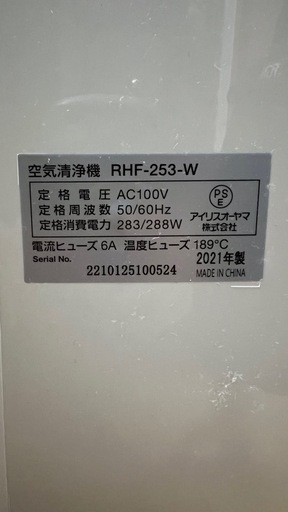 空気清浄機 RHF-253-W
定格電圧 AC100V
定格周波数 50/60Hz
定格消費電力 283/288W
PS
E
アイリスオーヤマ
株式会社
電流ヒューズ 6A 温度ヒューズ 189°C
Serial No.
2210125100524
2021年製
MADE IN CHINA